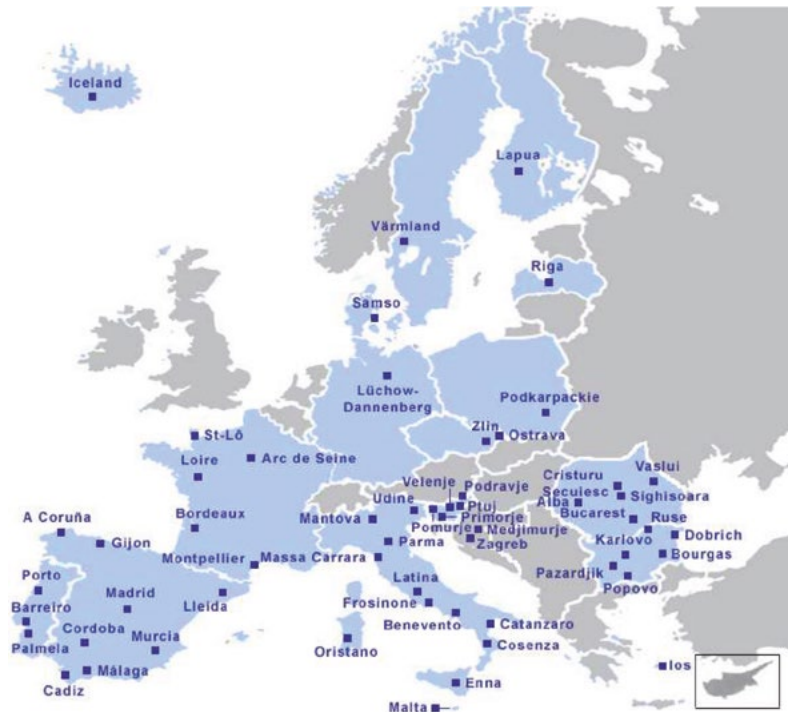 Iceland
Lapua
Värmland
Riga
Samso
Lüchow-
Dannenberg
Podkarpackie
Zlin
Ostrava
St-Lô
Arc de Seine
Loire
Velenje
Podravje
Cristuru
Secuiesc
Vaslui
Sighisoara
Alba
Udine
Ptuj
Bucarest
Ruse
Bordeaux
Mantova
Primorje
Pomurje
Medjimurje
Dobrich
A Coruña
Gijon
Parma
Zagreb
Karlovo
Bourgas
Montpellier
Massa Carrara
Pazardjik
Popovo
Porto
Madrid
Lleida
Latina
Frosinone
Barreiro
Cordoba
Murcia
Benevento
Catanzaro
Palmela
Oristano
Cosenza
Málaga
Cadiz
Enna
Ios
Malta